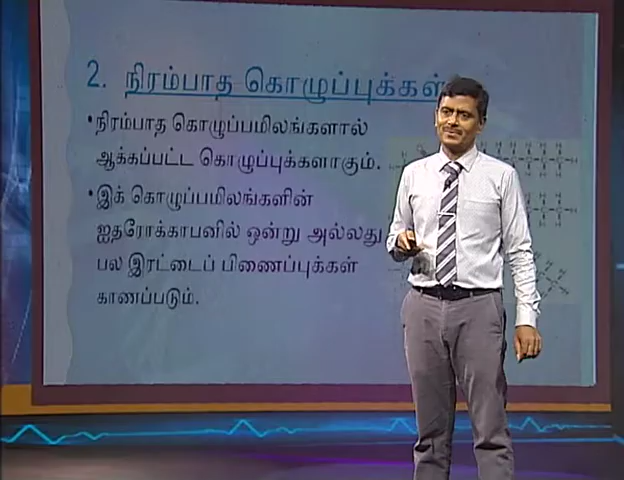 2. நிரம்பாத கொழுப்புக்கள்
•நிரம்பாத கொழுப்பமிலங்களால்
ஆக்கப்பட்ட கொழுப்புக்களாகும்.
•இக் கொழுப்பமிலங்களின்
ஐதரோக்காபனில் ஒன்று அல்லது
பல இரட்டைப் பிணைப்புக்கள்
காணப்படும்.